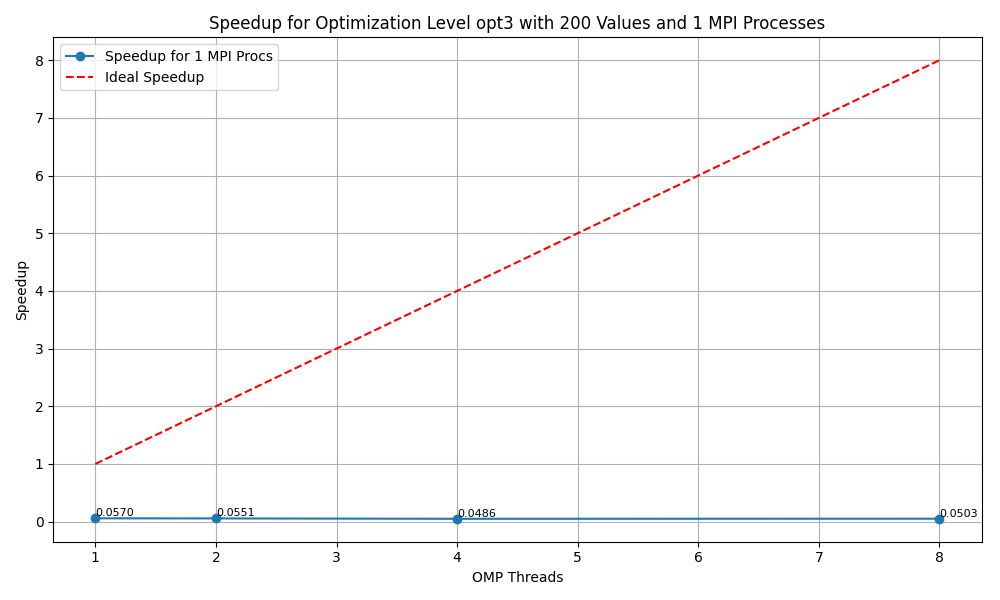 Speedup for Optimization Level opt3 with 200 Values and 1 MPI Processes
Speedup for 1 MPI Procs
Ideal Speedup
8
7
6
5
4
3
2
1
0
Speedup
0.0570
0.0551
0.0486
0.0503
1 2 3 4 5 6 7 8
OMP Threads